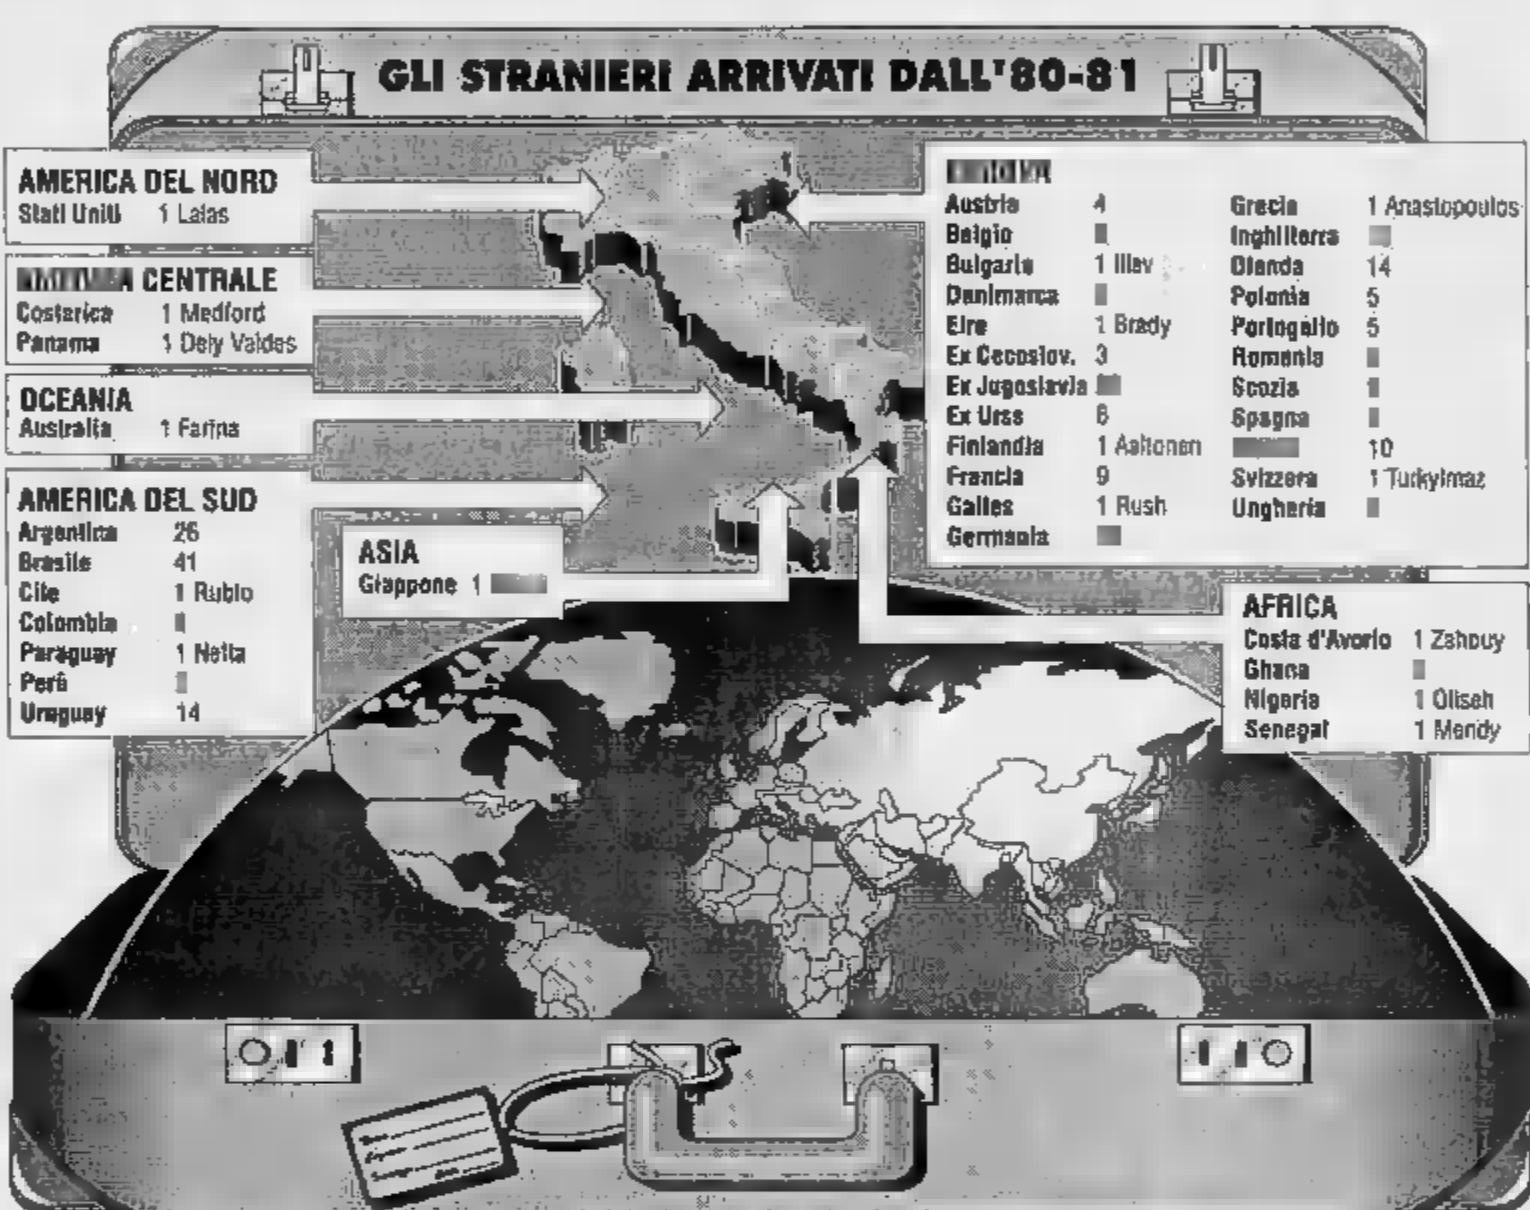 GLI STRANIERI ARRIVATI DALL'80-81
AMERICA DEL NORD
Stati Uniti 1 Lalas
CENTRALE
Costarica 1 Medford
Panama 1 Dely Valdes
OCEANIA
Australia 1 Farina
AMERICA DEL SUD
Argentina 26
Brasile 41
Cile 1 Rubio
Colombia
Paraguay 1 Neffa
Perù
Uruguay 14
ASIA
Giappone 1
Austria 4
Belgio
Bulgaria 1 Iliev
Danimarca
Eire 1 Brady
Ex Cecoslov. 3
Ex Jugoslavia
Ex Urss
Finlandia 1 Aaltonen
Francia 9
Galles 1 Rush
Germania
Grecia 1 Anastopoulos
Inghilterra
Olanda 14
Polonia 5
Portogallo 5
Romania
Scozia
Spagna
10
Svizzera 1 Turkyilmaz
Ungheria
AFRICA
Costa d'Avorio 1 Zahouy
Ghana
Nigeria 1 Oliseh
Senegal 1 Mendy